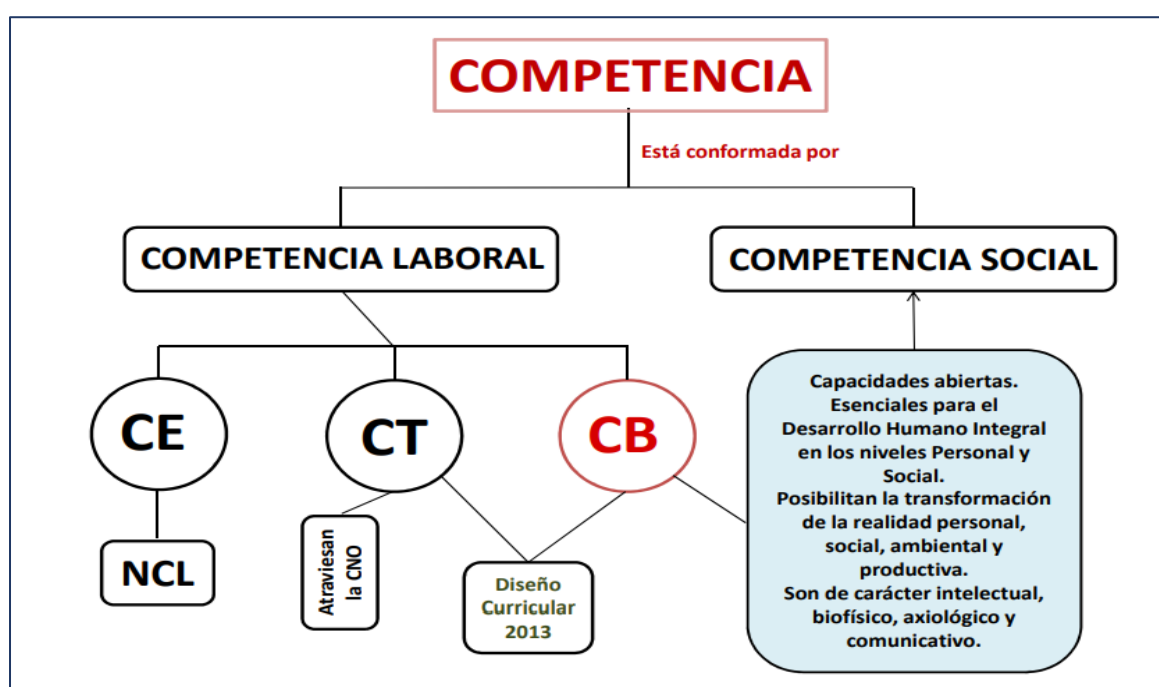 COMPETENCIA
Está conformada por
COMPETENCIA LABORAL
COMPETENCIA SOCIAL
CE
CT
CB
NCL
Atraviesan
la CNO
Diseño
Curricular
2013
Capacidades abiertas.
Esenciales para el
Desarrollo Humano Integral
en los niveles Personal y
Social.
Posibilitan la transformación
de la realidad personal,
social, ambiental y
productiva.
Son de carácter intelectual,
biofísico, axiológico y
comunicativo.